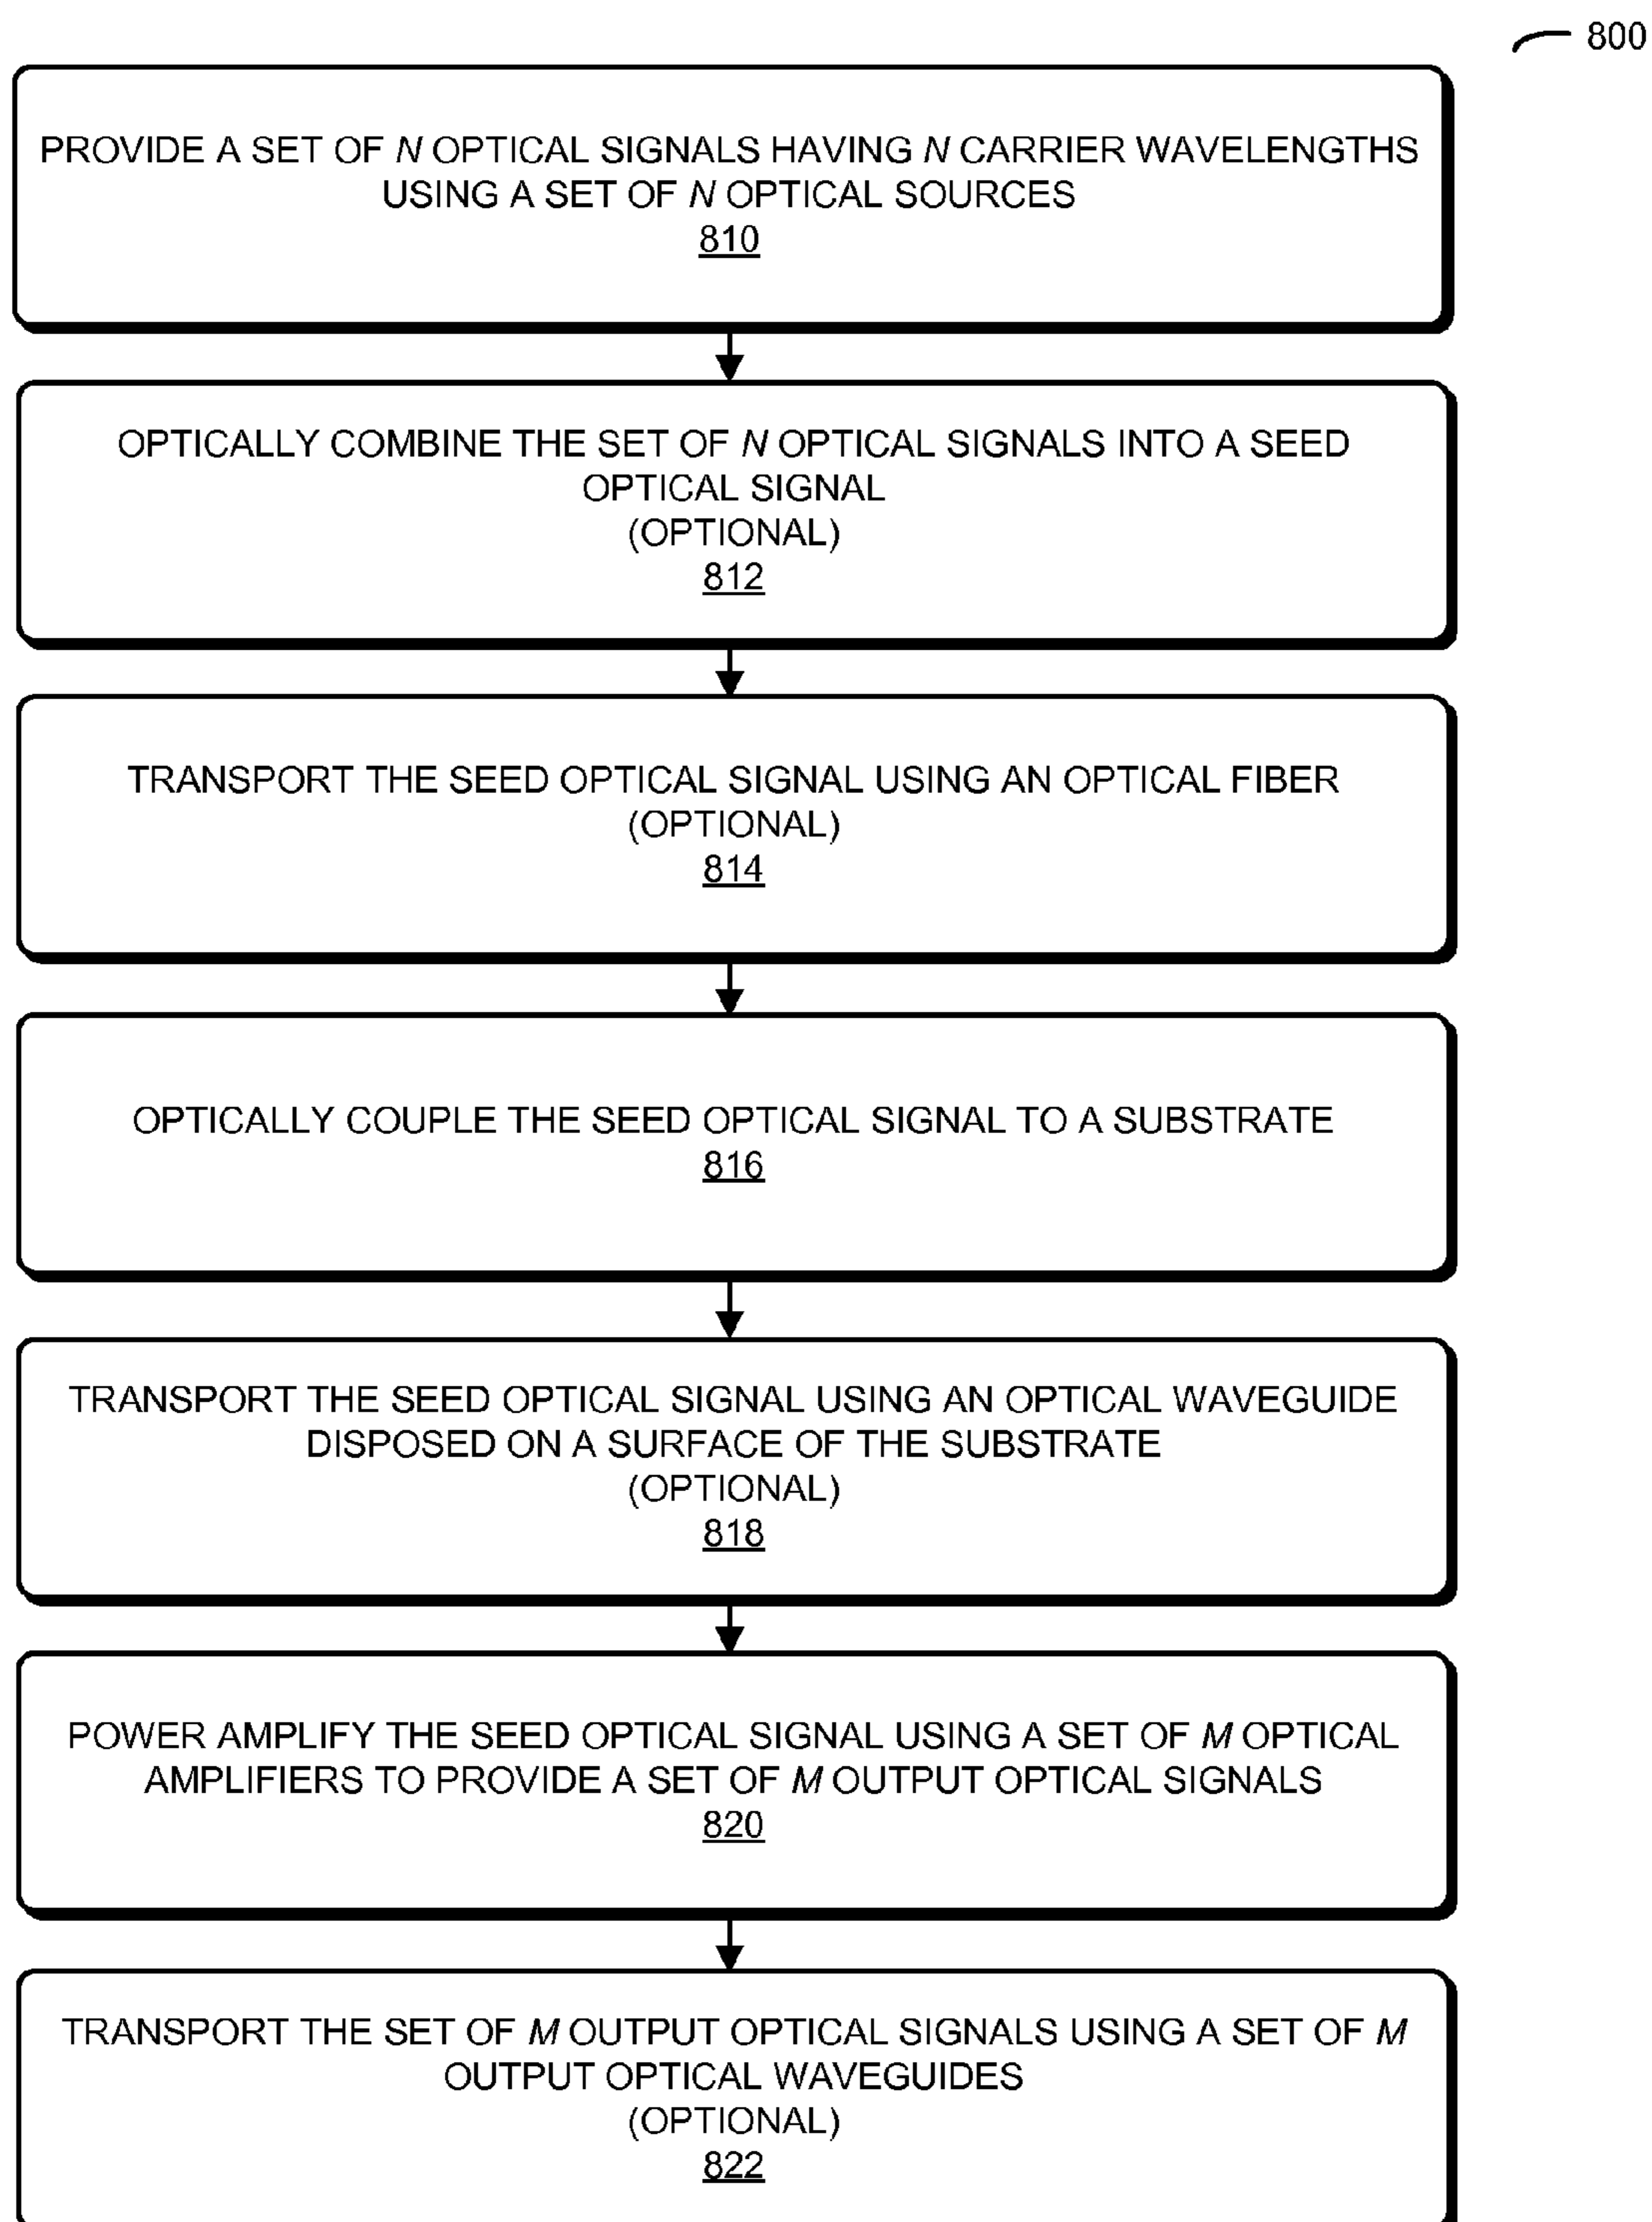 800
PROVIDE A SET OF N OPTICAL SIGNALS HAVING N CARRIER WAVELENGTHS
USING A SET OF N OPTICAL SOURCES
810
OPTICALLY COMBINE THE SET OF N OPTICAL SIGNALS INTO A SEED
OPTICAL SIGNAL
(OPTIONAL)
812
TRANSPORT THE SEED OPTICAL SIGNAL USING AN OPTICAL FIBER
(OPTIONAL)
814
OPTICALLY COUPLE THE SEED OPTICAL SIGNAL TO A SUBSTRATE
816
TRANSPORT THE SEED OPTICAL SIGNAL USING AN OPTICAL WAVEGUIDE
DISPOSED ON A SURFACE OF THE SUBSTRATE
(OPTIONAL)
818
POWER AMPLIFY THE SEED OPTICAL SIGNAL USING A SET OF M OPTICAL
AMPLIFIERS TO PROVIDE A SET OF M OUTPUT OPTICAL SIGNALS
820
TRANSPORT THE SET OF M OUTPUT OPTICAL SIGNALS USING A SET OF M
OUTPUT OPTICAL WAVEGUIDES
(OPTIONAL)
822